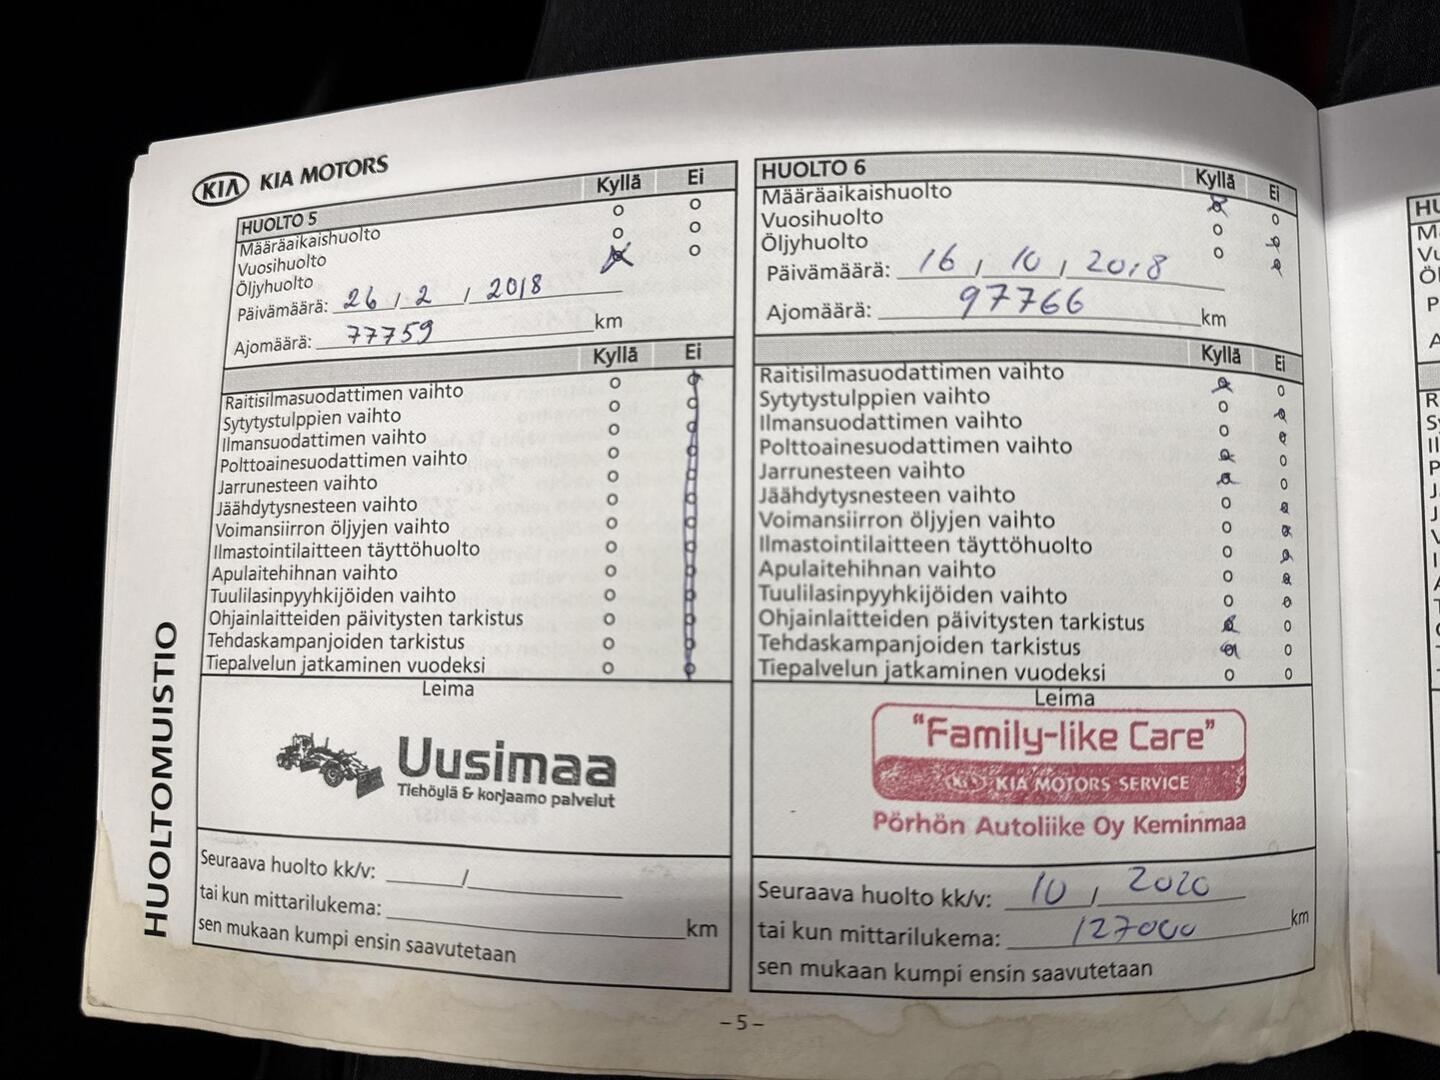 KIA KIA MOTORS
HUOLTO 5 Kyllä Ei
Määräaikaishuolto
Vuosihuolto
Öljyhuolto
Päivämäärä: 26 / 2 / 2018
Ajomäärä: 77759 km
Kyllä Ei
Raitisilmasuodattimen vaihto
Sytytystulppien vaihto
Ilmansuodattimen vaihto
Polttoainesuodattimen vaihto
Jarrunesteen vaihto
Jäähdytysnesteen vaihto
Voimansiirron öljyjen vaihto
Ilmastointilaitteen täyttöhuolto
Apulaitehihnan vaihto
Tuulilasinpyyhkijöiden vaihto
Ohjainlaitteiden päivitysten tarkistus
Tehdaskampanjoiden tarkistus
Tiepalvelun jatkaminen vuodeksi
Leima
Uusimaa
Tiehöylä & korjaamo palvelut
Seuraava huolto kk/v: /
tai kun mittarilukema: km
sen mukaan kumpi ensin saavutetaan
HUOLTOMUISTIO
HUOLTO 6 Kyllä Ei
Määräaikaishuolto
Vuosihuolto
Öljyhuolto
Päivämäärä: 16 / 10 / 2018
Ajomäärä: 97766 km
Kyllä Ei
Raitisilmasuodattimen vaihto
Sytytystulppien vaihto
Ilmansuodattimen vaihto
Polttoainesuodattimen vaihto
Jarrunesteen vaihto
Jäähdytysnesteen vaihto
Voimansiirron öljyjen vaihto
Ilmastointilaitteen täyttöhuolto
Apulaitehihnan vaihto
Tuulilasinpyyhkijöiden vaihto
Ohjainlaitteiden päivitysten tarkistus
Tehdaskampanjoiden tarkistus
Tiepalvelun jatkaminen vuodeksi
Leima
"Family-like Care"
KIA KIA MOTORS SERVICE
Pörhön Autoliike Oy Keminmaa
Seuraava huolto kk/v: 10 / 2020
tai kun mittarilukema: 127000 km
sen mukaan kumpi ensin saavutetaan
– 5 –